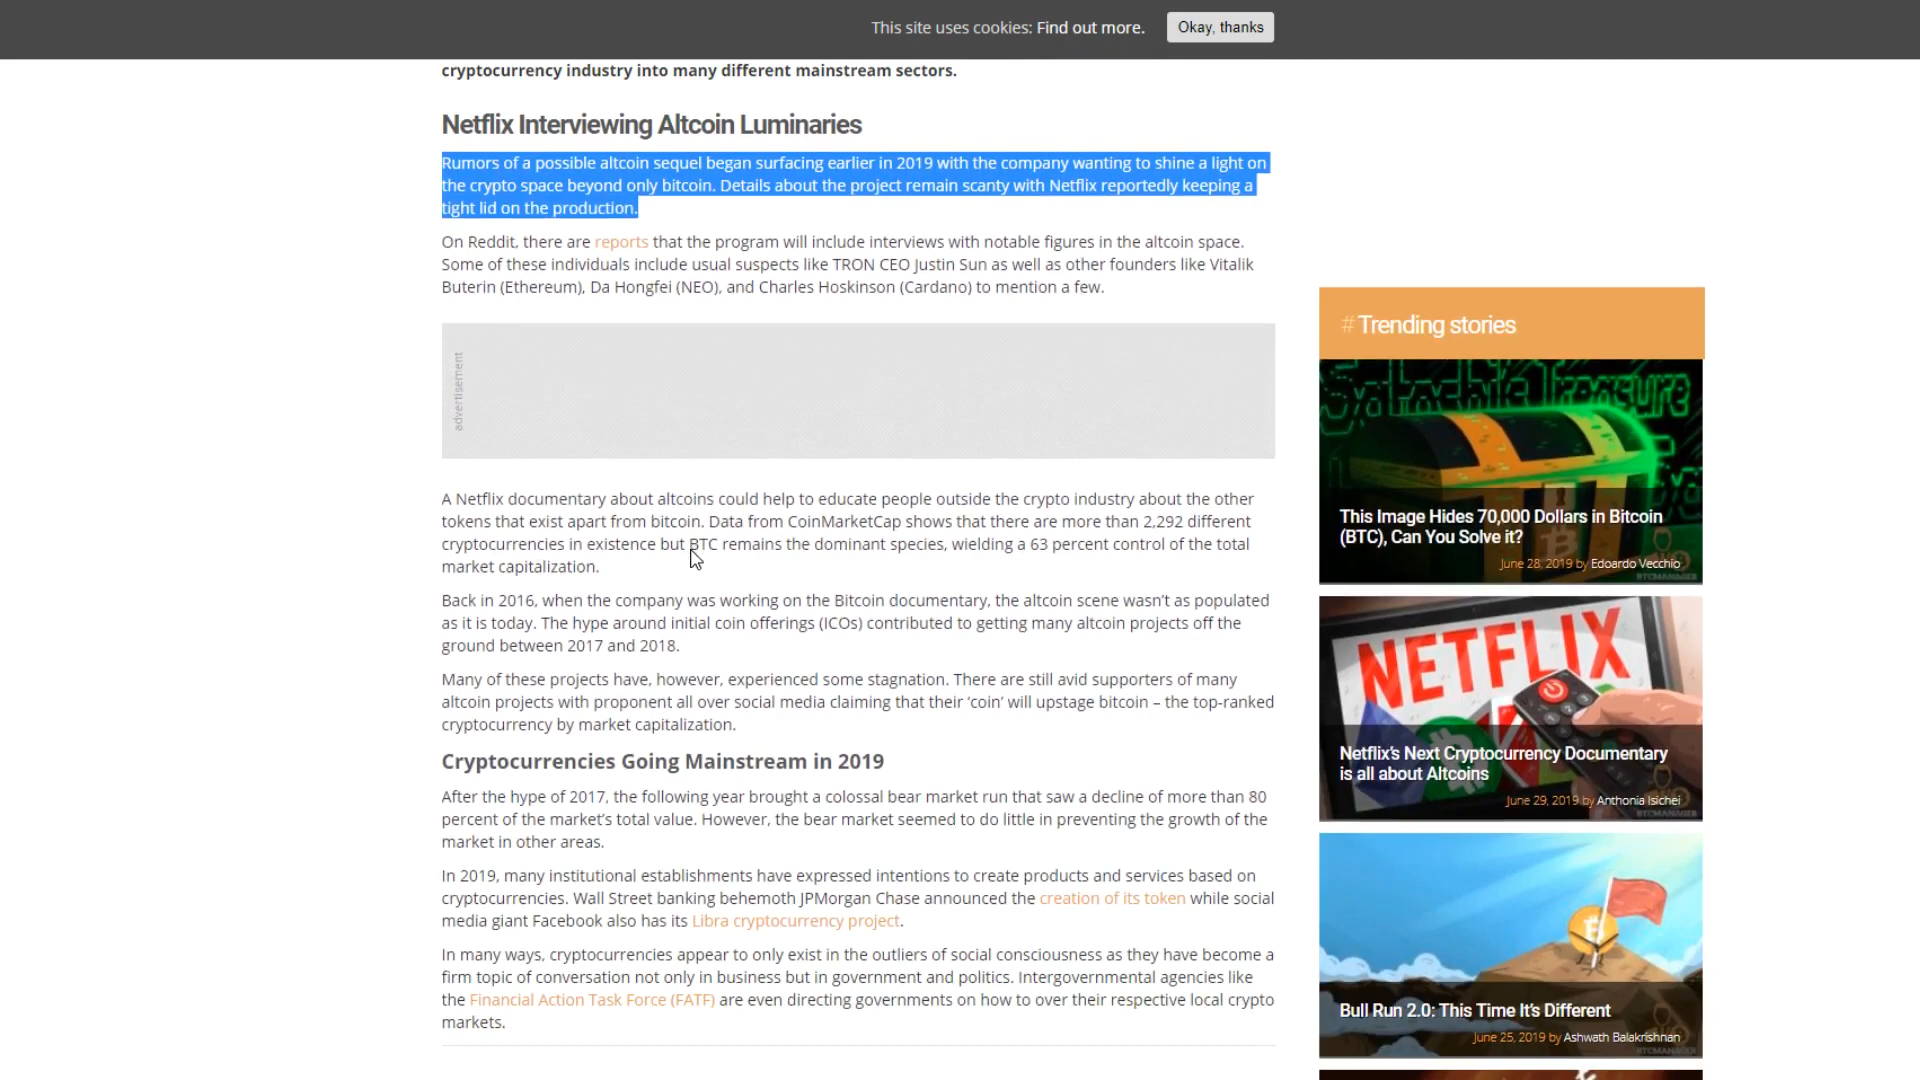 This site uses cookies: Find out more.
Okay, thanks
cryptocurrency industry into many different mainstream sectors.
Netflix Interviewing Altcoin Luminaries
Rumors of a possible altcoin sequel began surfacing earlier in 2019 with the company wanting to shine a light on
the crypto space beyond only bitcoin. Details about the project remain scanty with Netflix reportedly keeping a
tight lid on the production.
On Reddit, there are reports that the program will include interviews with notable figures in the altcoin space.
Some of these individuals include usual suspects like TRON CEO Justin Sun as well as other founders like Vitalik
Buterin (Ethereum), Da Hongfei (NEO), and Charles Hoskinson (Cardano) to mention a few.
advertisement
A Netflix documentary about altcoins could help to educate people outside the crypto industry about the other
tokens that exist apart from bitcoin. Data from CoinMarketCap shows that there are more than 2,292 different
cryptocurrencies in existence but BTC remains the dominant species, wielding a 63 percent control of the total
market capitalization.
Back in 2016, when the company was working on the Bitcoin documentary, the altcoin scene wasn't as populated
as it is today. The hype around initial coin offerings (ICOs) contributed to getting many altcoin projects off the
ground between 2017 and 2018.
Many of these projects have, however, experienced some stagnation. There are still avid supporters of many
altcoin projects with proponent all over social media claiming that their ‘coin’ will upstage bitcoin – the top-ranked
cryptocurrency by market capitalization.
Cryptocurrencies Going Mainstream in 2019
After the hype of 2017, the following year brought a colossal bear market run that saw a decline of more than 80
percent of the market's total value. However, the bear market seemed to do little in preventing the growth of the
market in other areas.
In 2019, many institutional establishments have expressed intentions to create products and services based on
cryptocurrencies. Wall Street banking behemoth JPMorgan Chase announced the creation of its token while social
media giant Facebook also has its Libra cryptocurrency project.
In many ways, cryptocurrencies appear to only exist in the outliers of social consciousness as they have become a
firm topic of conversation not only in business but in government and politics. Intergovernmental agencies like
the Financial Action Task Force (FATF) are even directing governments on how to over their respective local crypto
markets.
# Trending stories
Treasure
This Image Hides 70,000 Dollars in Bitcoin
(BTC), Can You Solve it?
June 28, 2019 by Edoardo Vecchio
BTCMANAGER
NETFLIX
Netflix's Next Cryptocurrency Documentary
is all about Altcoins
June 29, 2019 by Anthonia Isichei
BTCMANAGER
Bull Run 2.0: This Time It's Different
June 25, 2019 by Ashwath Balakrishnan
BTCMANAGER